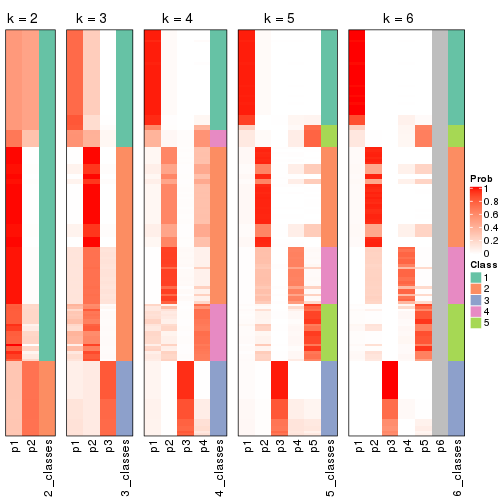 k = 2
k = 3
k = 4
k = 5
k = 6
p1
p2
2_classes
p1
p2
p3
3_classes
p1
p2
p3
p4
4_classes
p1
p2
p3
p4
p5
5_classes
p1
p2
p3
p4
p5
p6
6_classes
Prob
1
0.8
0.6
0.4
0.2
0
Class
1
2
3
4
5